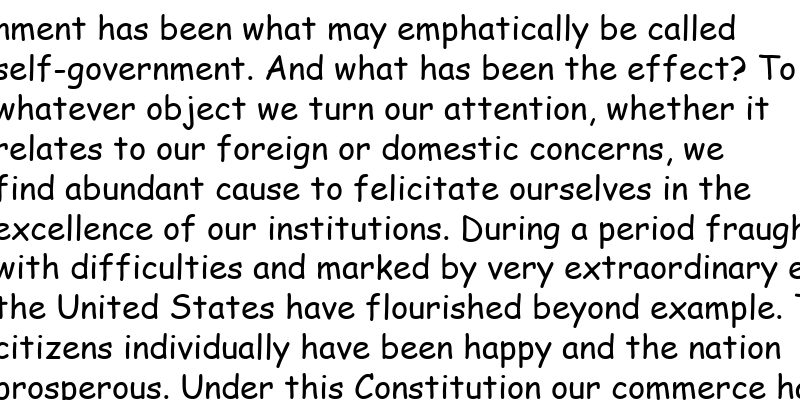 has been what may emphatically be called
self-government. And what has been the effect? To
whatever object we turn our attention, whether it
relates to our foreign or domestic concerns, we
find abundant cause to felicitate ourselves in the
excellence of our institutions. During a period
with difficulties and marked by very extraordinary
the United States have flourished beyond example.
citizens individually have been happy and the nation
prosperous. Under this Constitution our commerce